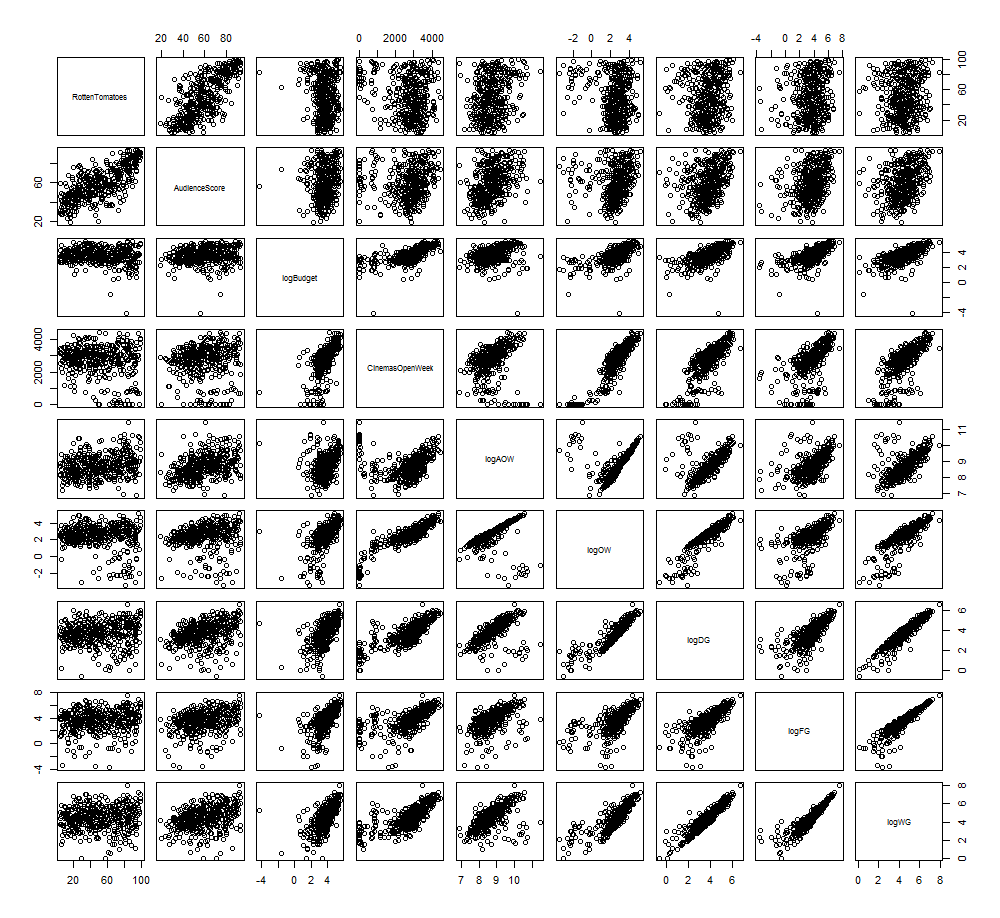 20 40 60 80
0 2000 4000
-2 0 2 4
-4 0 2 4 6 8
RottenTomatoes
20 60 100
20 60
AudienceScore
logBudget
-4 0 2 4
0 2000 4000
CinemasOpenWeek
logAOW
7 8 9 11
-2 0 2 4
logOW
logDG
0 2 4 6
-4 0 4 8
logFG
logWG
0 2 4 6 8
20 60 100
-4 0 2 4
7 8 9 10
0 2 4 6
0 2 4 6 8